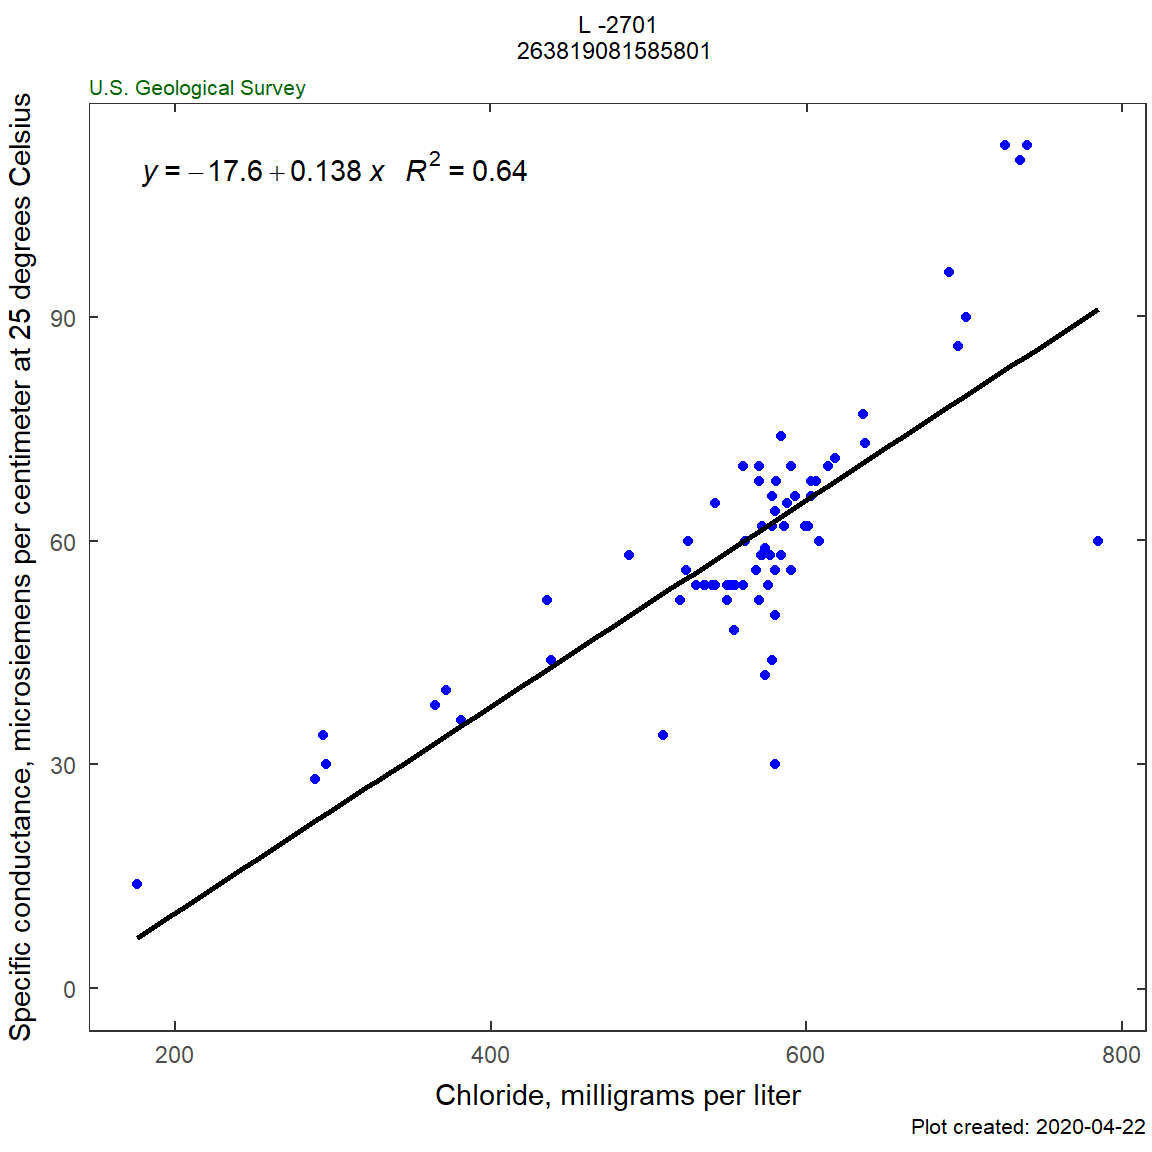 L -2701
263819081585801
U.S. Geological Survey
y = −17.6 + 0.138 x R² = 0.64
Specific conductance, microsiemens per centimeter at 25 degrees Celsius
90
60
30
0
200 400 600 800
Chloride, milligrams per liter
Plot created: 2020-04-22